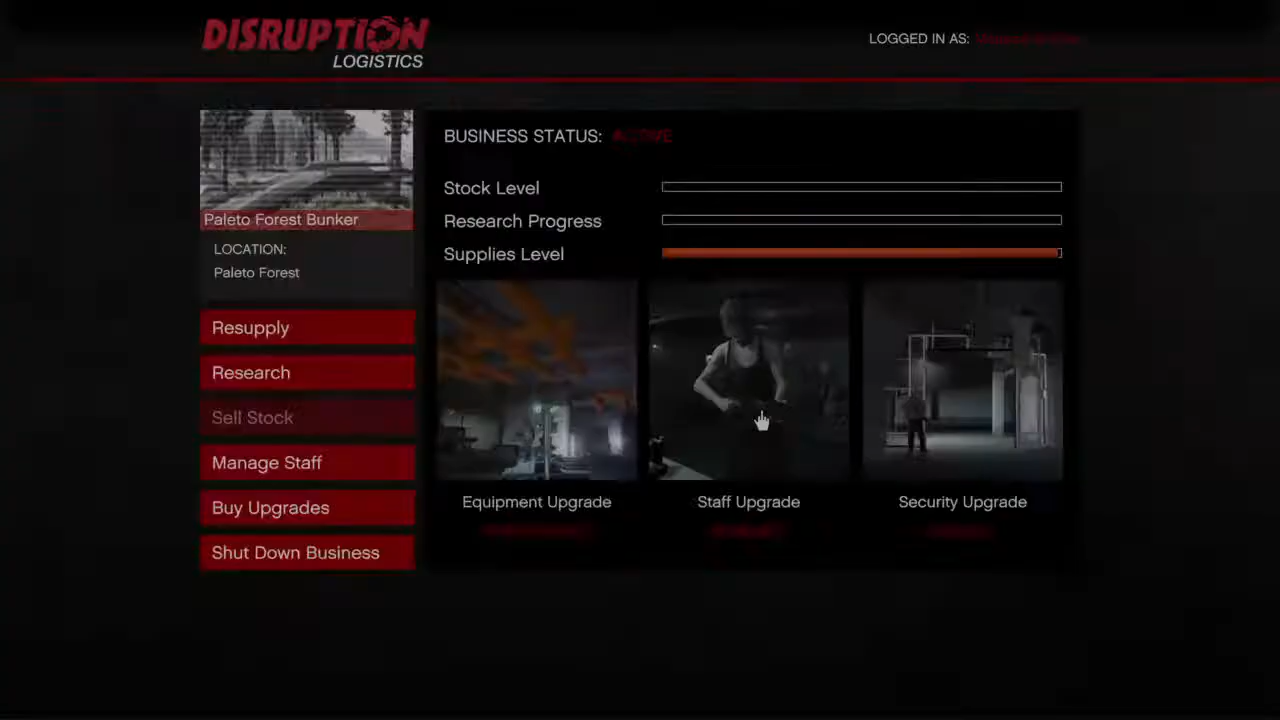 DISRUPTION
LOGISTICS
LOGGED IN AS:
Paleto Forest Bunker
LOCATION:
Paleto Forest
Resupply
Research
Sell Stock
Manage Staff
Buy Upgrades
Shut Down Business
BUSINESS STATUS: ACTIVE
Stock Level
Research Progress
Supplies Level
Equipment Upgrade
Staff Upgrade
Security Upgrade